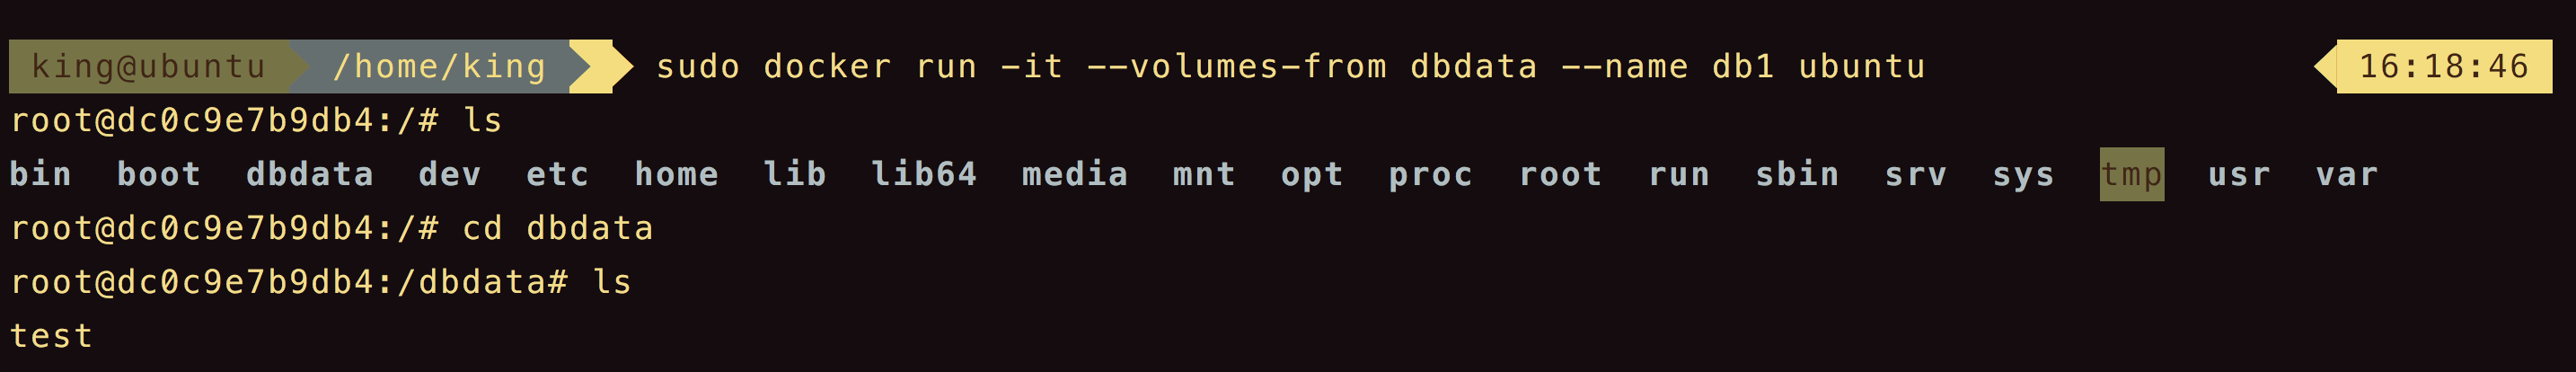 king@ubuntu /home/king sudo docker run -it --volumes-from dbdata --name db1 ubuntu 16:18:46
root@dc0c9e7b9db4:/# ls
bin boot dbdata dev etc home lib lib64 media mnt opt proc root run sbin srv sys tmp usr var
root@dc0c9e7b9db4:/# cd dbdata
root@dc0c9e7b9db4:/dbdata# ls
test